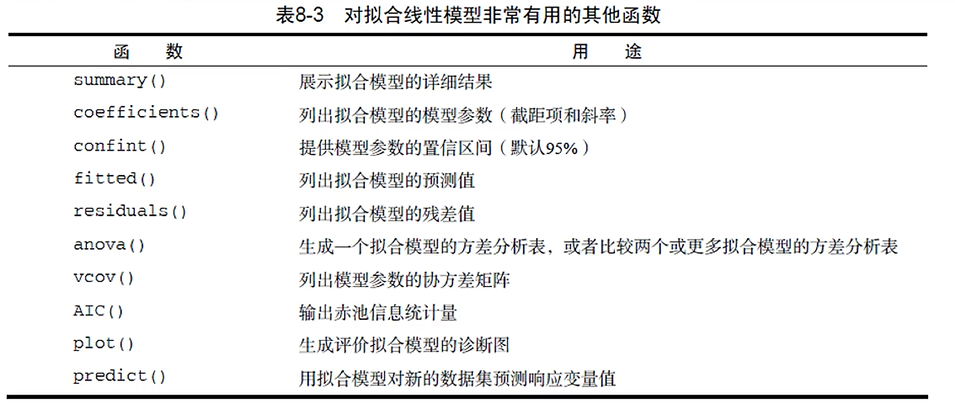 表8-3 对拟合线性模型非常有用的其他函数
函 数 用 途
summary() 展示拟合模型的详细结果
coefficients() 列出拟合模型的模型参数（截距项和斜率）
confint() 提供模型参数的置信区间（默认95%）
fitted() 列出拟合模型的预测值
residuals() 列出拟合模型的残差值
anova() 生成一个拟合模型的方差分析表，或者比较两个或更多拟合模型的方差分析表
vcov() 列出模型参数的协方差矩阵
AIC() 输出赤池信息统计量
plot() 生成评价拟合模型的诊断图
predict() 用拟合模型对新的数据集预测响应变量值